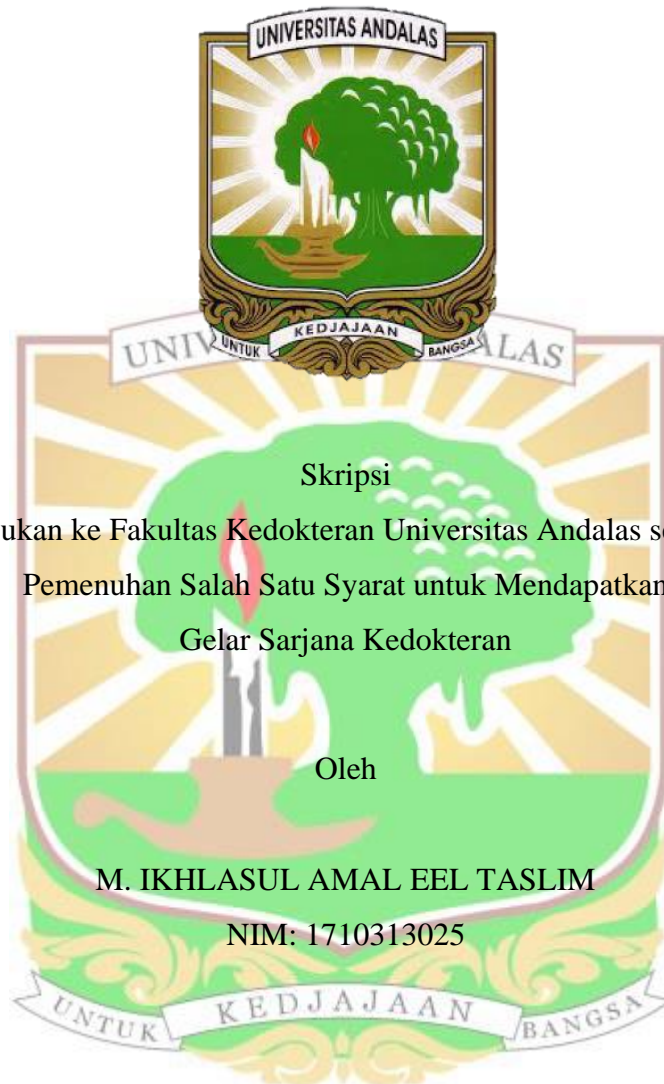 UNIVERSITAS ANDALAS
UNTUK KEDJAJAAN BANGSA
UNIV ALAS
Skripsi
ukan ke Fakultas Kedokteran Universitas Andalas se
Pemenuhan Salah Satu Syarat untuk Mendapatkan
Gelar Sarjana Kedokteran
Oleh
M. IKHLASUL AMAL EEL TASLIM
NIM: 1710313025
UNTUK KEDJAJAAN BANGSA